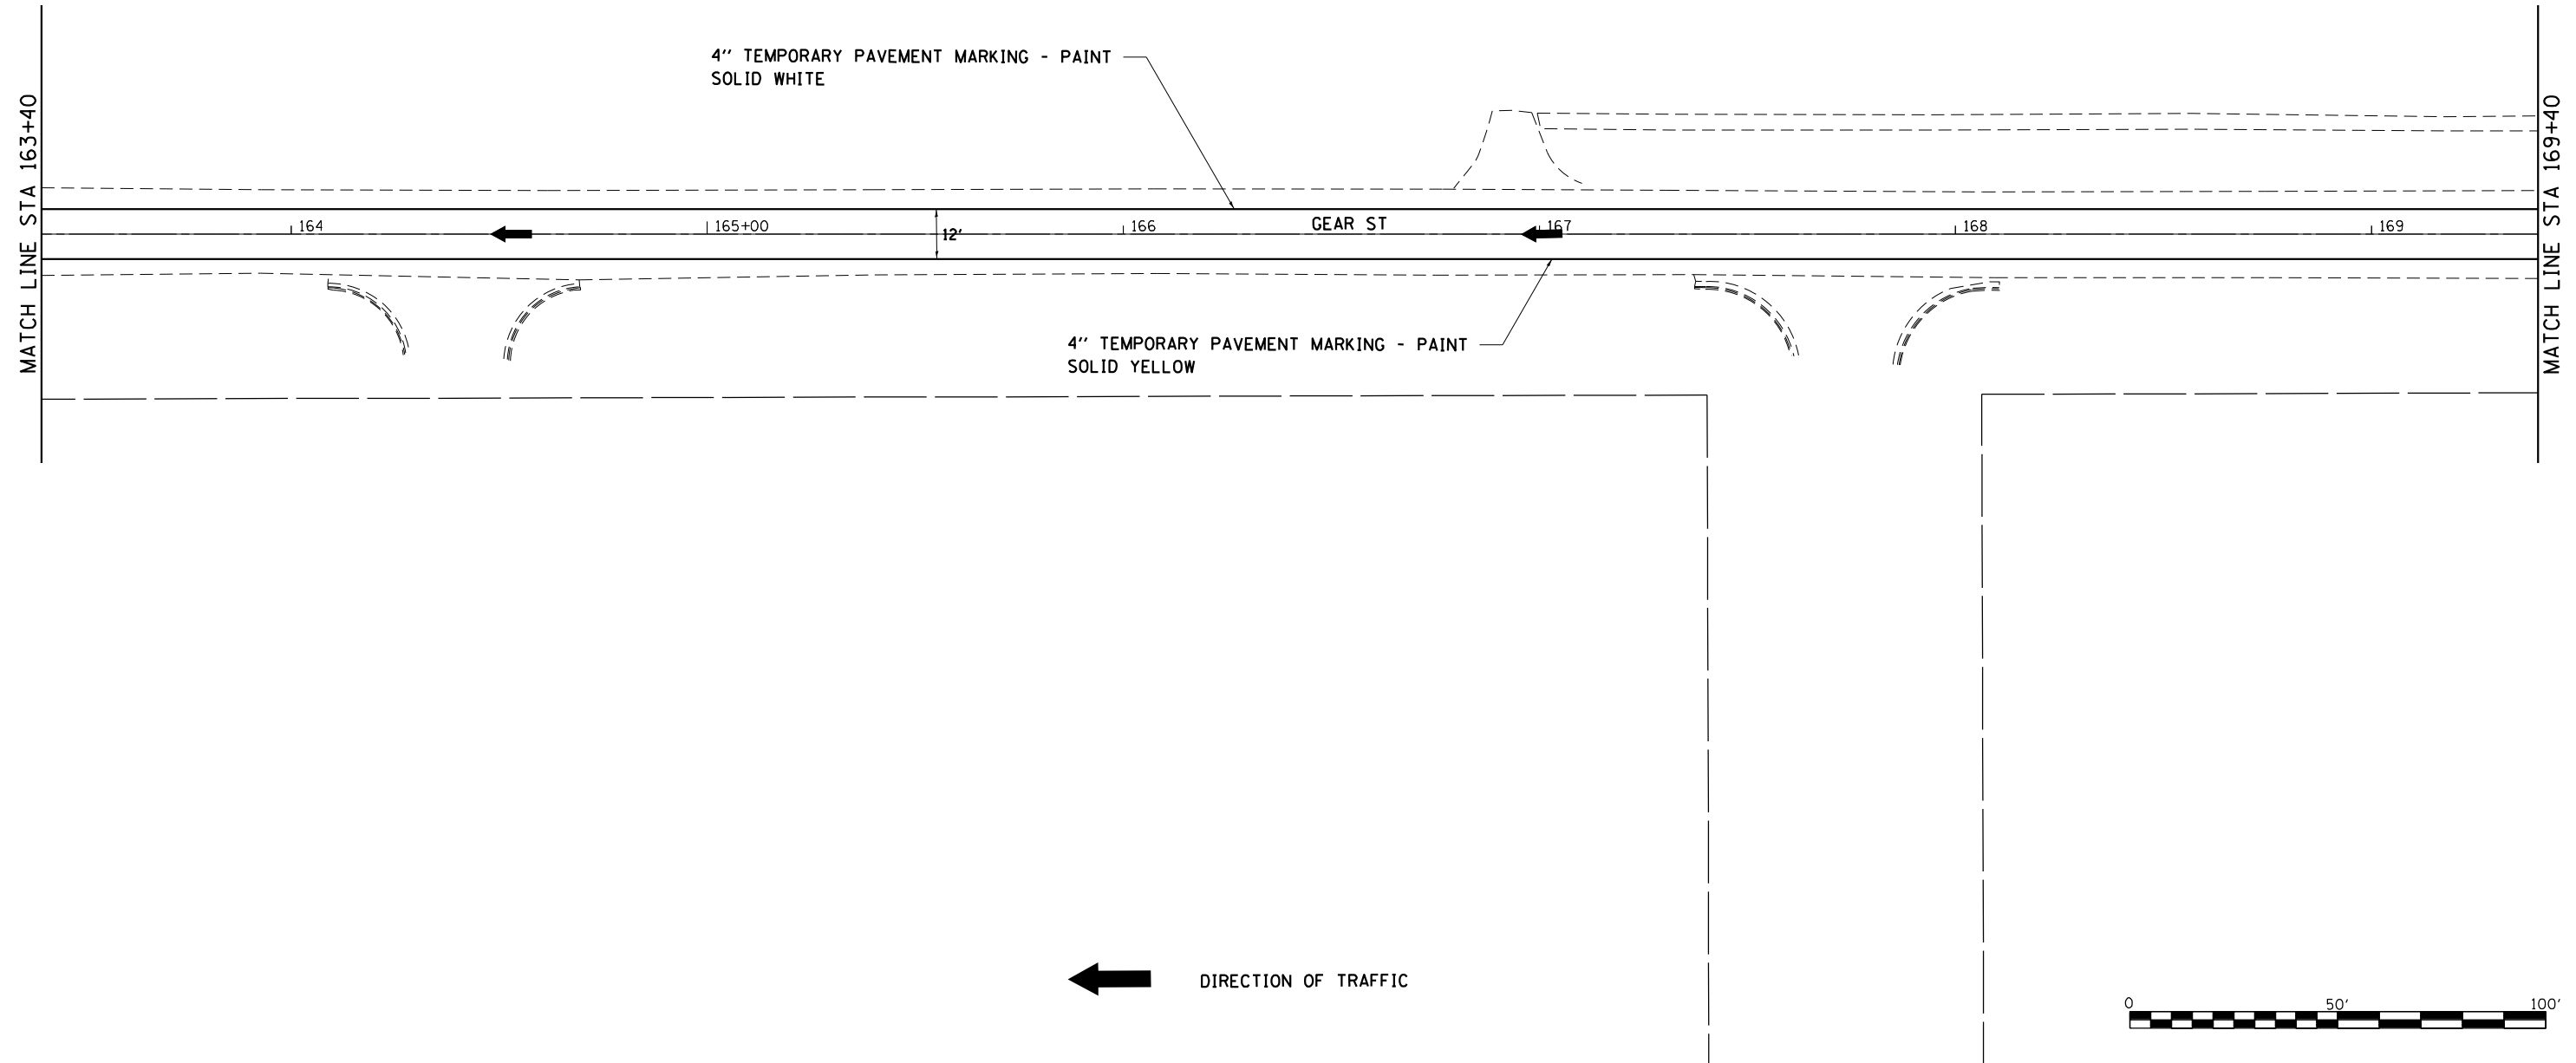 4'' TEMPORARY PAVEMENT MARKING - PAINT
SOLID WHITE
MATCH LINE STA 163+40
MATCH LINE STA 169+40
GEAR ST
164
165+00
166
167
168
169
12'
4'' TEMPORARY PAVEMENT MARKING - PAINT
SOLID YELLOW
DIRECTION OF TRAFFIC
0 50' 100'